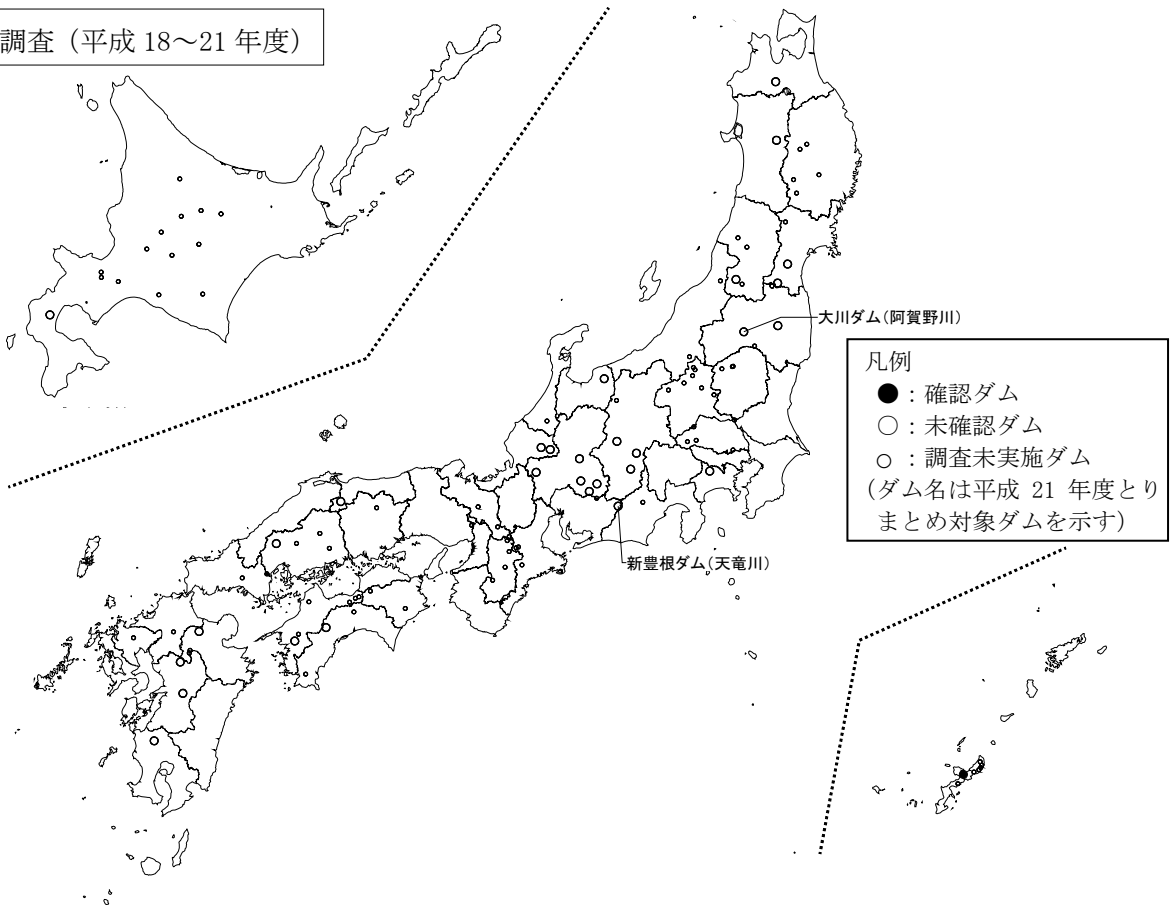 調査（平成 18～21 年度）
大川ダム(阿賀野川)
凡例
●：確認ダム
○：未確認ダム
○：調査未実施ダム
(ダム名は平成 21 年度とり
まとめ対象ダムを示す)
新豊根ダム(天竜川)